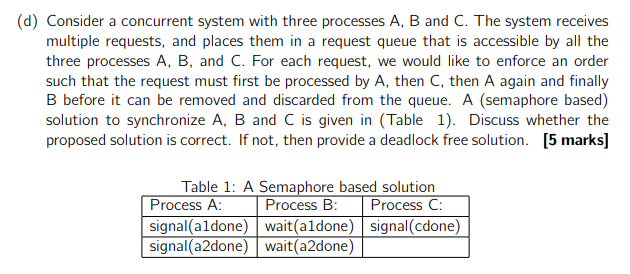 (d) Consider a concurrent system with three processes A, B and C. The system receives
multiple requests, and places them in a request queue that is accessible by all the
three processes A, B, and C. For each request, we would like to enforce an order
such that the request must first be processed by A, then C, then A again and finally
B before it can be removed and discarded from the queue. A (semaphore based)
solution to synchronize A, B and C is given in (Table 1). Discuss whether the
proposed solution is correct. If not, then provide a deadlock free solution. [5 marks]
Table 1: A Semaphore based solution
Process A: Process B: Process C:
signal(a1done) wait(a1done) signal(cdone)
signal(a2done) wait(a2done)